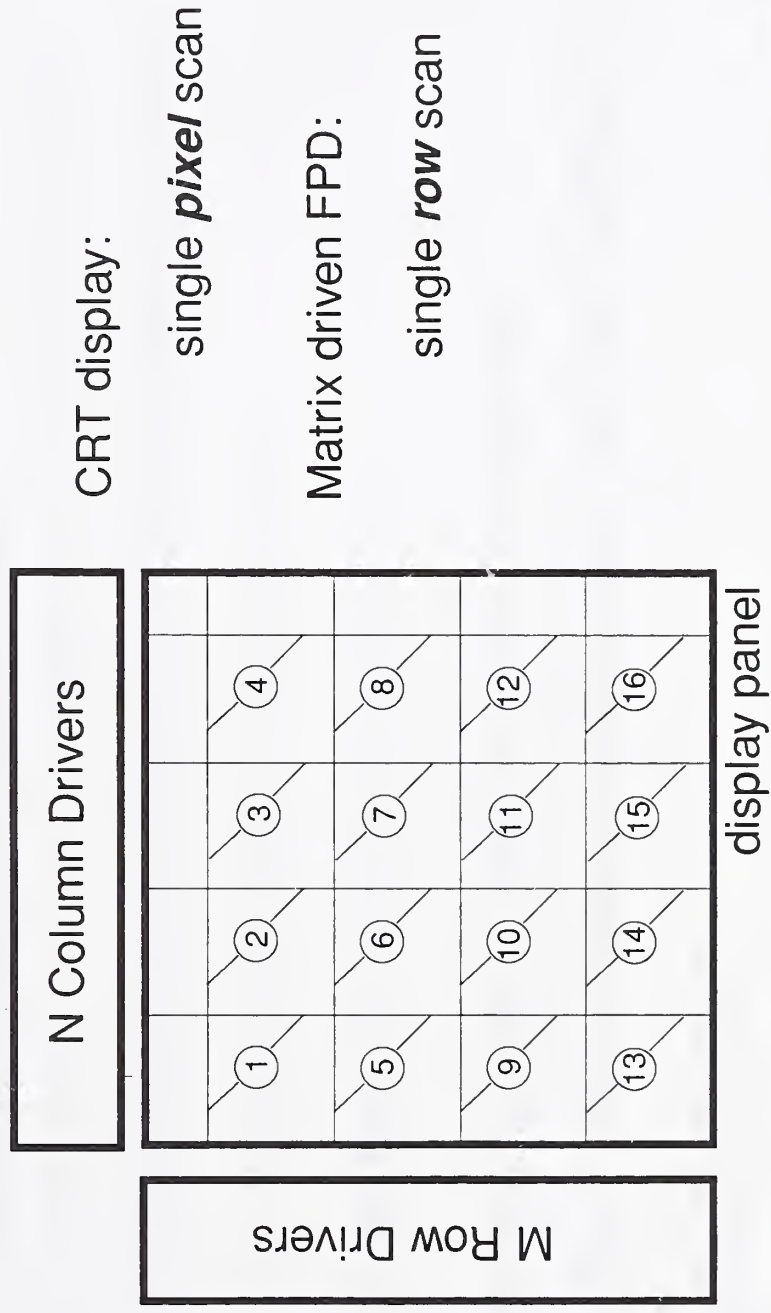 N Column Drivers
M Row Drivers
1 2 3 4
5 6 7 8
9 10 11 12
13 14 15 16
display panel
CRT display:
single pixel scan
Matrix driven FPD:
single row scan